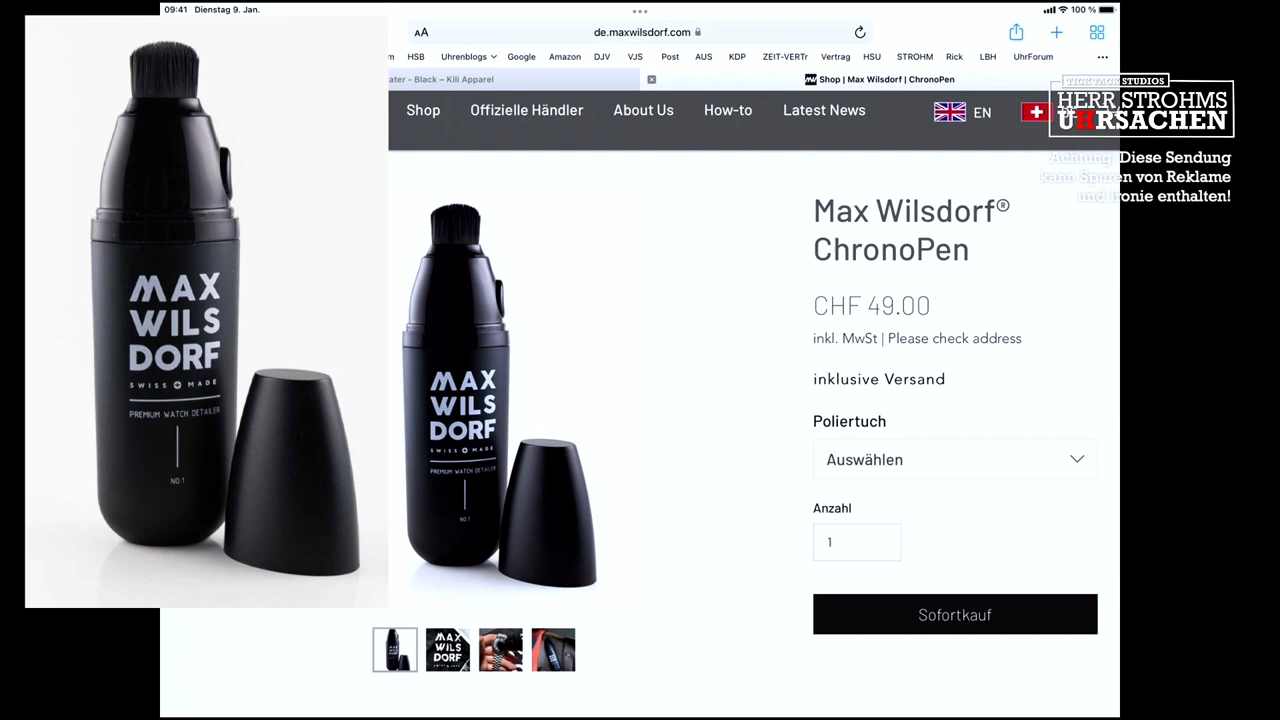 09:41 Dienstag 9. Jan.
100 %
AA
de.maxwilsdorf.com
m HSB Uhrenblogs Google Amazon DJV VJS Post AUS KDP ZEIT-VERTr Vertrag HSU STROHM Rick LBH UhrForum
ater - Black – Kili Apparel
Shop | Max Wilsdorf | ChronoPen
Shop Offizielle Händler About Us How-to Latest News EN
TICK TACK STUDIOS
HERR STROHMS
UHRSACHEN
Achtung: Diese Sendung
kann Spuren von Reklame
und Ironie enthalten!
MAX
WILS
DORF
SWISS MADE
PREMIUM WATCH DETAILER
NO.1
MAX
WILS
DORF
SWISS MADE
PREMIUM WATCH DETAILER
NO.1
Max Wilsdorf®
ChronoPen
CHF 49.00
inkl. MwSt | Please check address
inklusive Versand
Poliertuch
Auswählen
Anzahl
1
Sofortkauf
MAX
WILS
DORF